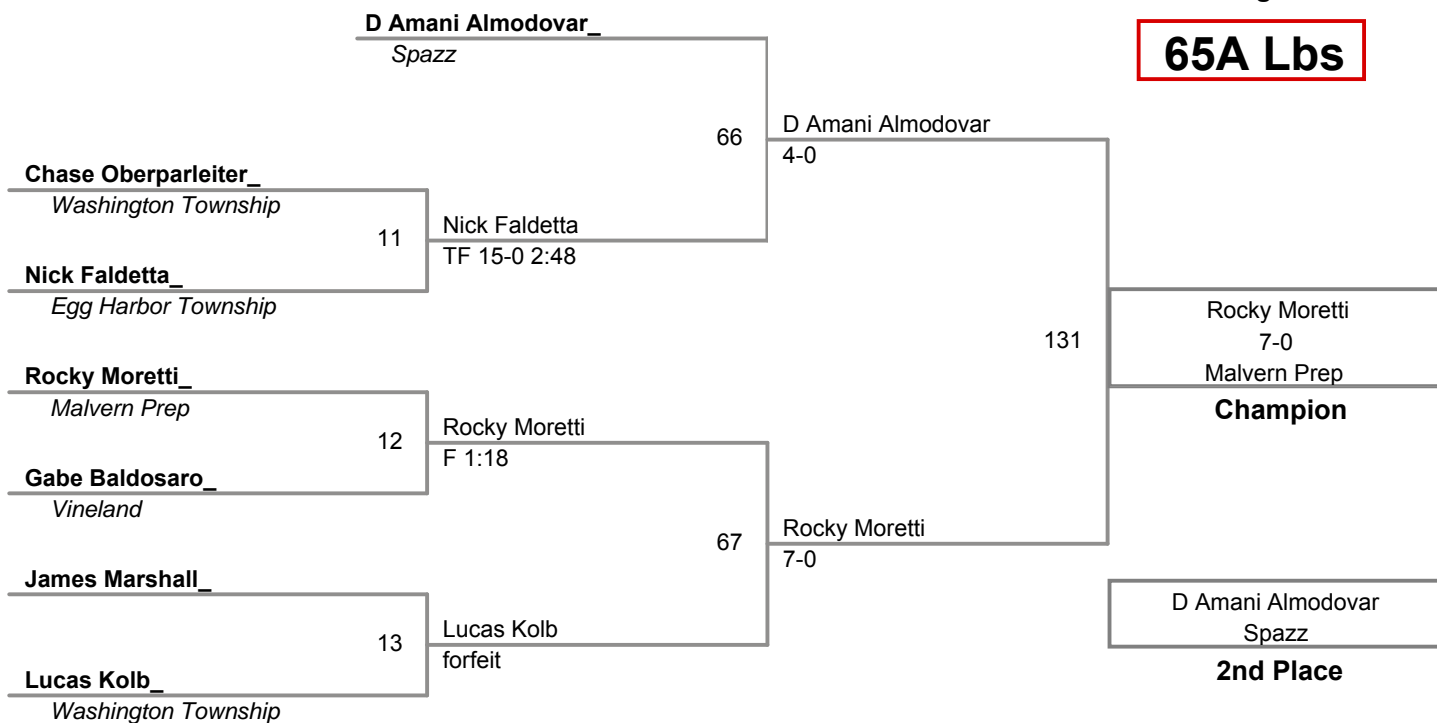 D Amani Almodovar_
Spazz
65A Lbs
66
D Amani Almodovar
4-0
Chase Oberparleiter_
Washington Township
11
Nick Faldetta
TF 15-0 2:48
Nick Faldetta_
Egg Harbor Township
131
Rocky Moretti
7-0
Malvern Prep
Champion
Rocky Moretti_
Malvern Prep
12
Rocky Moretti
F 1:18
Gabe Baldosaro_
Vineland
67
Rocky Moretti
7-0
James Marshall_
13
Lucas Kolb
forfeit
D Amani Almodovar
Spazz
2nd Place
Lucas Kolb_
Washington Township